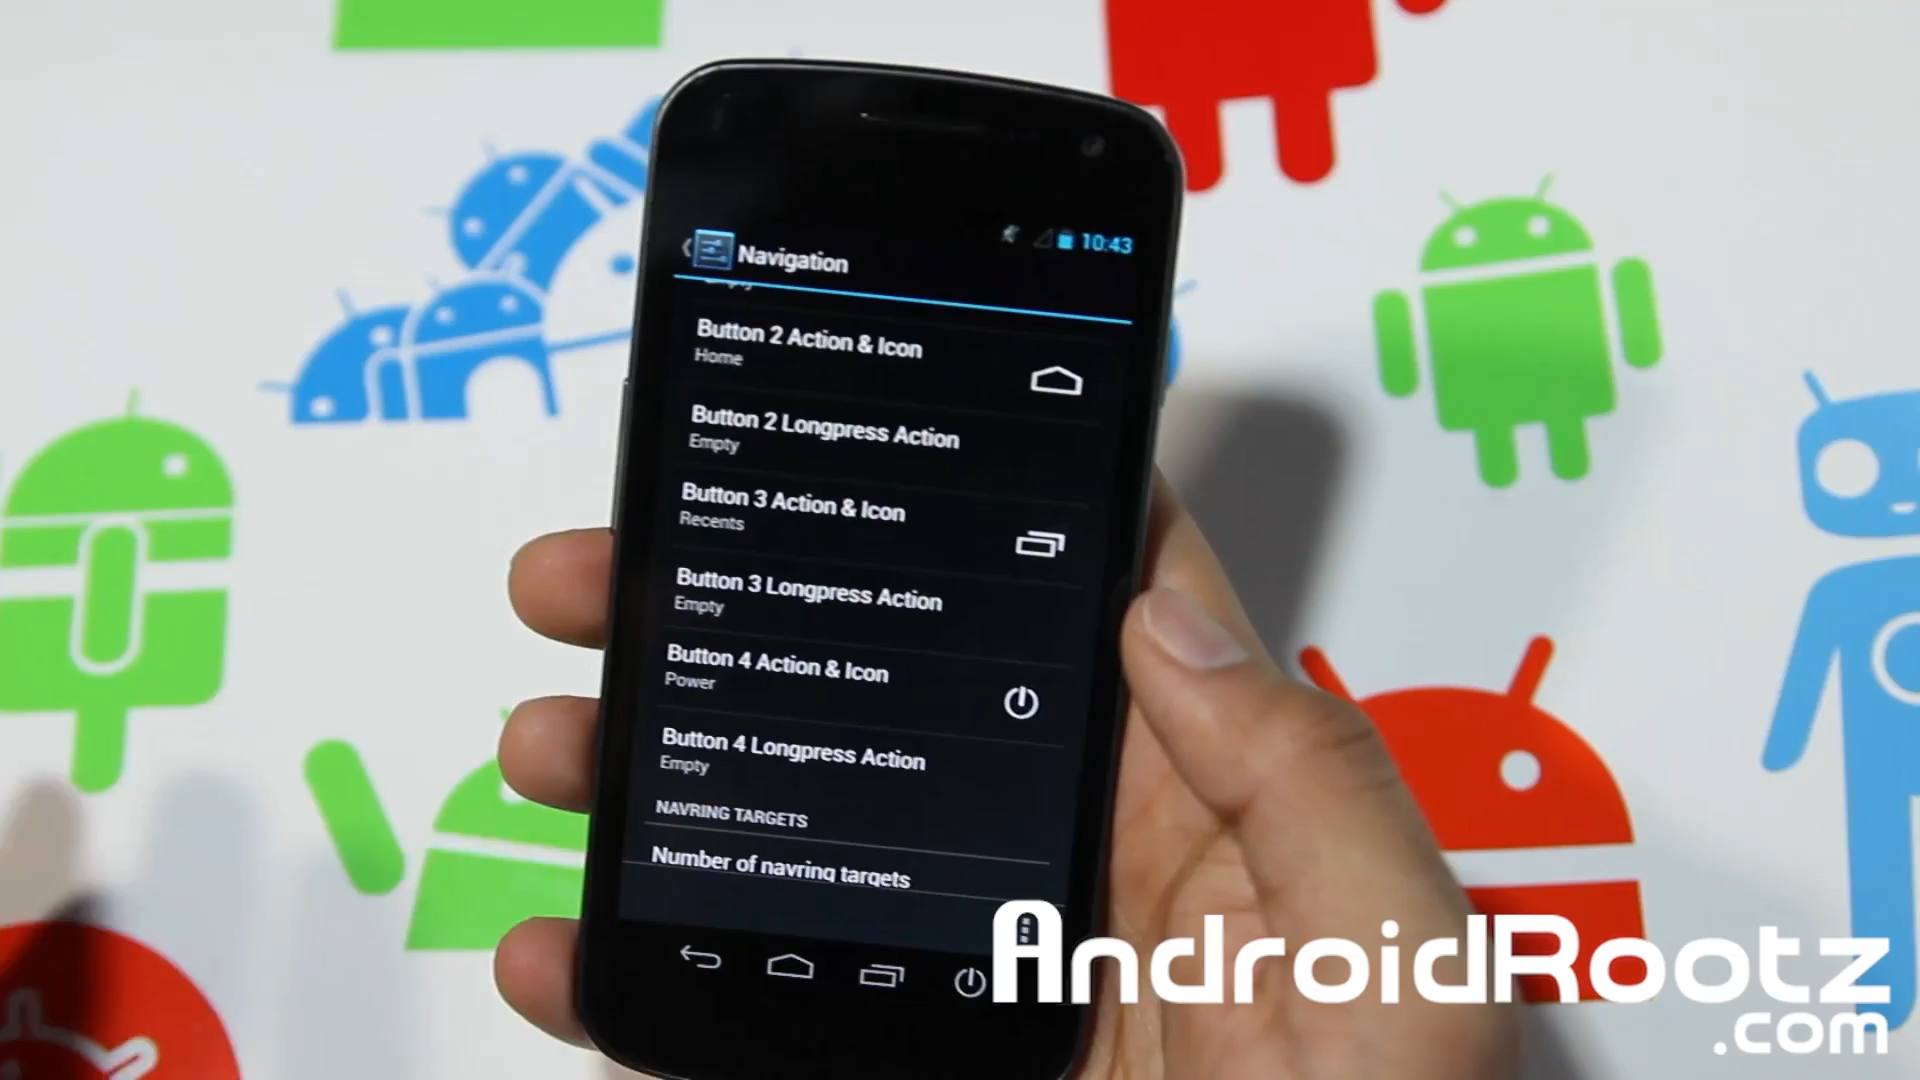 10:43
Navigation
Empty
Button 2 Action & Icon
Home
Button 2 Longpress Action
Empty
Button 3 Action & Icon
Recents
Button 3 Longpress Action
Empty
Button 4 Action & Icon
Power
Button 4 Longpress Action
Empty
NAVRING TARGETS
Number of navring targets
AndroidRootz
.com